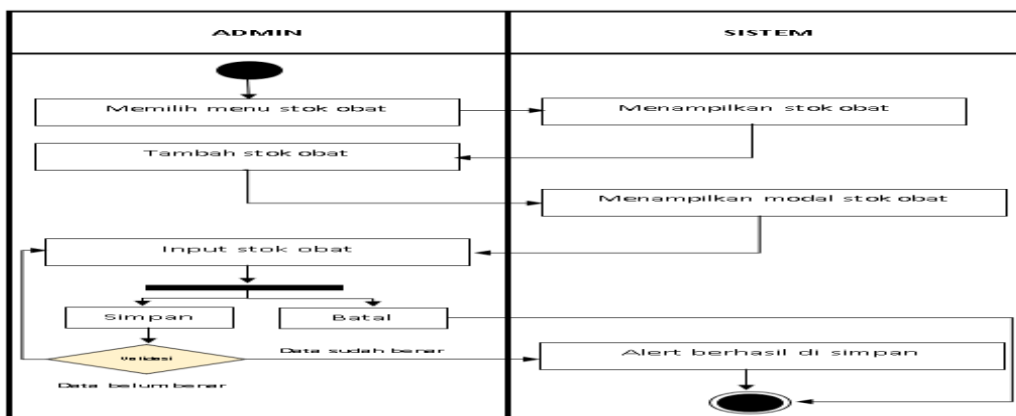 ADMIN
SISTEM
Memilih menu stok obat
Menampilkan stok obat
Tambah stok obat
Menampilkan modal stok obat
Input stok obat
Simpan
Batal
Validasi
Data sudah benar
Alert berhasil di simpan
Data belum benar